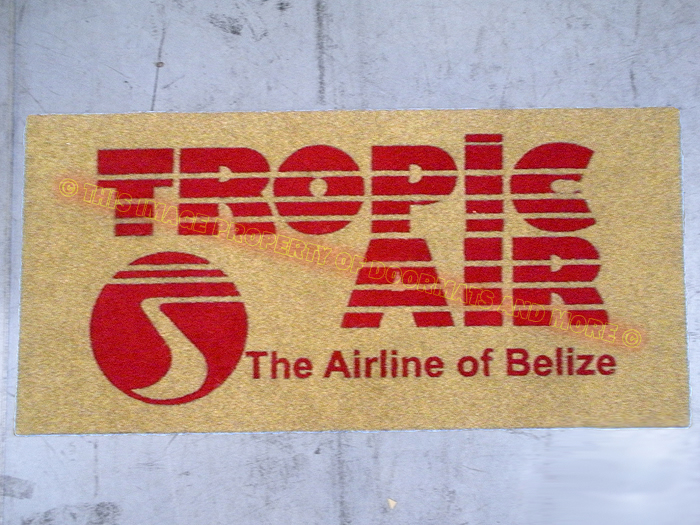 TROPIC
AIR
The Airline of Belize
© THIS IMAGE PROPERTY OF DOORMATS AND MORE ©